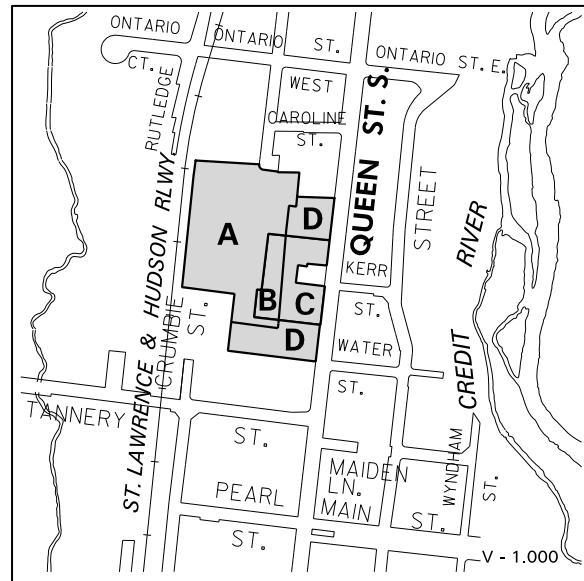 ONTARIO
ONTARIO ST.
ONTARIO ST. E.
RUTLEDGE CT.
WEST
CAROLINE ST.
QUEEN ST. S.
STREET
ST. LAWRENCE & HUDSON RLWY.
CREDIT RIVER
A
D
B
C
D
KERR ST.
CRUMBIE ST.
WATER ST.
TANNERY ST.
MAIDEN LN.
WYNDHAM ST.
PEARL ST.
MAIN ST.
V - 1.000